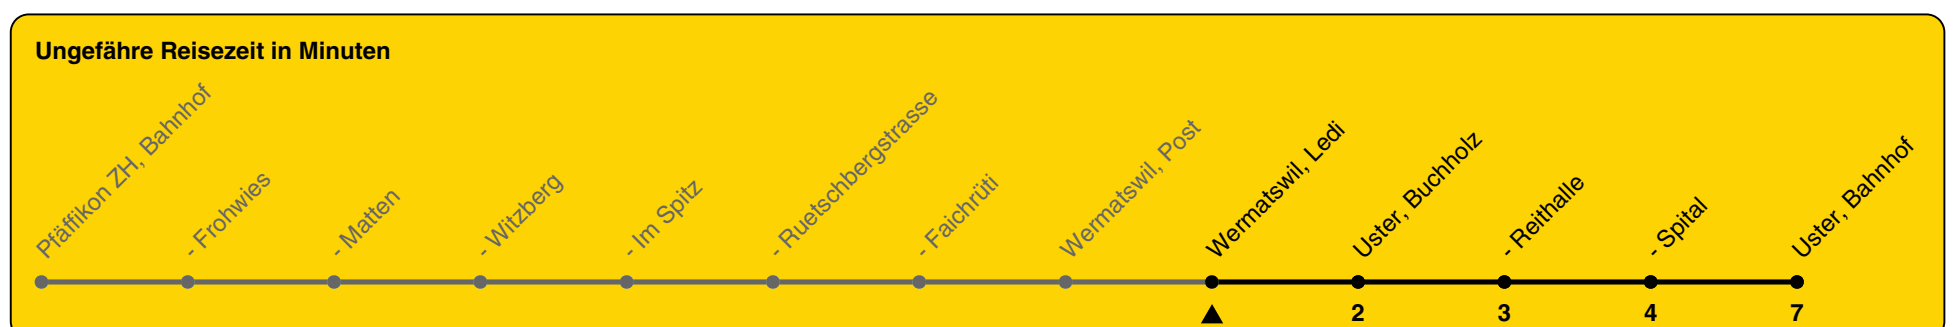 Ungefähre Reisezeit in Minuten
Pfäffikon ZH, Bahnhof
- Frohwies
- Matten
- Witzberg
- Im Spitz
- Ruetschbergstrasse
- Faichrüti
Wermatswil, Post
Wermatswil, Ledi
Uster, Buchholz
- Reithalle
- Spital
Uster, Bahnhof
2 3 4 7